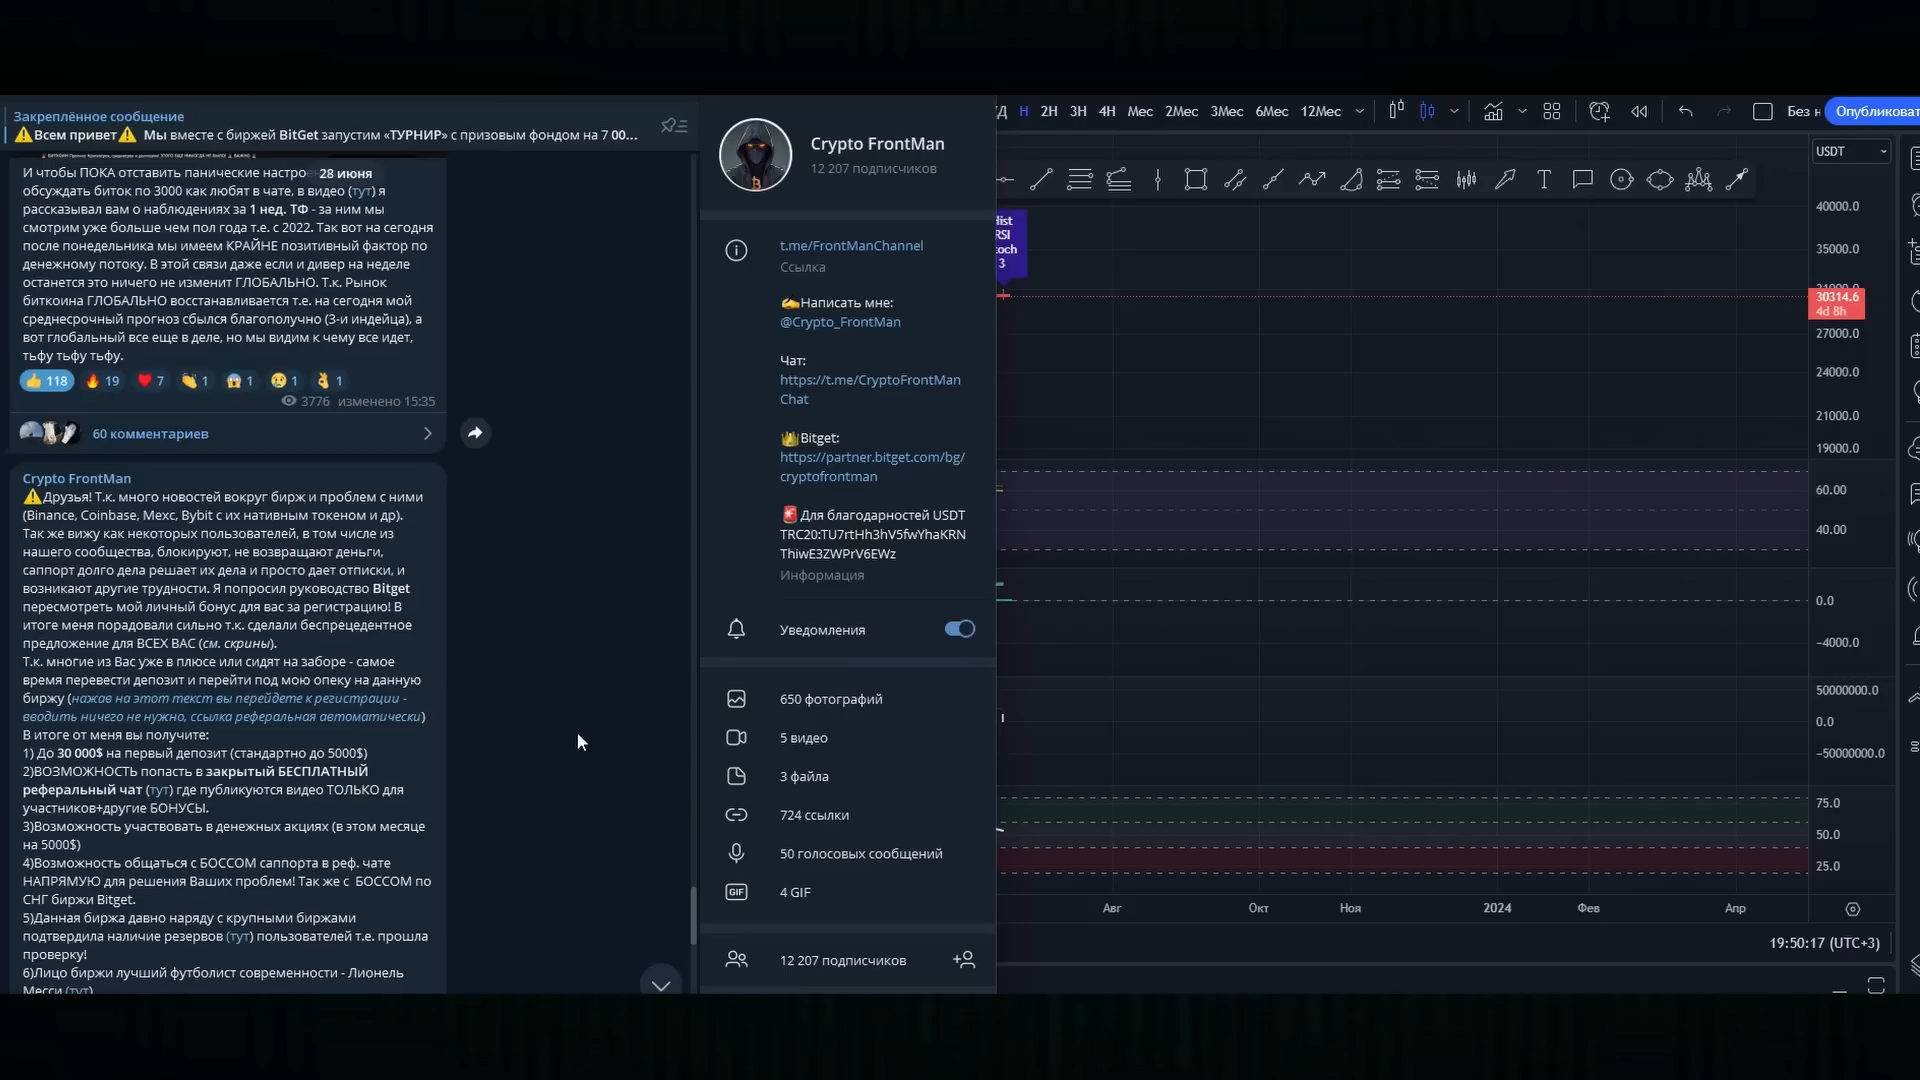 Закреплённое сообщение
⚠️Всем привет⚠️ Мы вместе с биржей BitGet запустим «ТУРНИР» с призовым фондом на 7 00...
И чтобы ПОКА отставить панические настрое
28 июня
обсуждать биток по 3000 как любят в чате, в видео (тут) я
рассказывал вам о наблюдениях за 1 нед. ТФ - за ним мы
смотрим уже больше чем пол года т.е. с 2022. Так вот на сегодня
после понедельника мы имеем КРАЙНЕ позитивный фактор по
денежному потоку. В этой связи даже если и дивер на неделе
останется это ничего не изменит ГЛОБАЛЬНО. Т.к. Рынок
биткоина ГЛОБАЛЬНО восстанавливается т.е. на сегодня мой
среднесрочный прогноз сбылся благополучно (3-и индейца), а
вот глобальный все еще в деле, но мы видим к чему все идет,
тьфу тьфу тьфу.
👍 118 🔥 19 ❤️ 7 👏 1 😱 1 😢 1 👌 1
3776 изменено 15:35
60 комментариев
Crypto FrontMan
⚠️Друзья! Т.к. много новостей вокруг бирж и проблем с ними
(Binance, Coinbase, Mexc, Bybit с их нативным токеном и др).
Так же вижу как некоторых пользователей, в том числе из
нашего сообщества, блокируют, не возвращают деньги,
саппорт долго дела решает их дела и просто дает отписки, и
возникают другие трудности. Я попросил руководство Bitget
пересмотреть мой личный бонус для вас за регистрацию! В
итоге меня порадовали сильно т.к. сделали беспрецедентное
предложение для ВСЕХ ВАС (см. скрины).
Т.к. многие из Вас уже в плюсе или сидят на заборе - самое
время перевести депозит и перейти под мою опеку на данную
биржу (нажав на этот текст вы перейдете к регистрации -
вводить ничего не нужно, ссылка реферальная автоматически)
В итоге от меня вы получите:
1) До 30 000$ на первый депозит (стандартно до 5000$)
2)ВОЗМОЖНОСТЬ попасть в закрытый БЕСПЛАТНЫЙ
реферальный чат (тут) где публикуются видео ТОЛЬКО для
участников+другие БОНУСЫ.
3)Возможность участвовать в денежных акциях (в этом месяце
на 5000$)
4)Возможность общаться с БОССОМ саппорта в реф. чате
НАПРЯМУЮ для решения Ваших проблем! Так же с БОССОМ по
СНГ биржи Bitget.
5)Данная биржа давно наряду с крупными биржами
подтвердила наличие резервов (тут) пользователей т.е. прошла
проверку!
6)Лицо биржи лучший футболист современности - Лионель
Месси (тут)
Crypto FrontMan
12 207 подписчиков
t.me/FrontManChannel
Ссылка
✍️Написать мне:
@Crypto_FrontMan
Чат:
https://t.me/CryptoFrontMan
Chat
👑Bitget:
https://partner.bitget.com/bg/
cryptofrontman
🚨Для благодарностей USDT
TRC20:TU7rtHh3hV5fwYhaKRN
ThiwE3ZWPrV6EWz
Информация
Уведомления
650 фотографий
5 видео
3 файла
724 ссылки
50 голосовых сообщений
GIF 4 GIF
12 207 подписчиков
Д Н 2Н 3Н 4Н Мес 2Мес 3Мес 6Мес 12Мес
Без н
Опубликоват
USDT
Hist
RSI
toch
3
40000.0
35000.0
30314.6
4d 8h
27000.0
24000.0
21000.0
19000.0
60.00
40.00
0.0
−4000.0
50000000.0
0.0
−50000000.0
75.0
50.0
25.0
Авг Окт Ноя 2024 Фев Апр
19:50:17 (UTC+3)